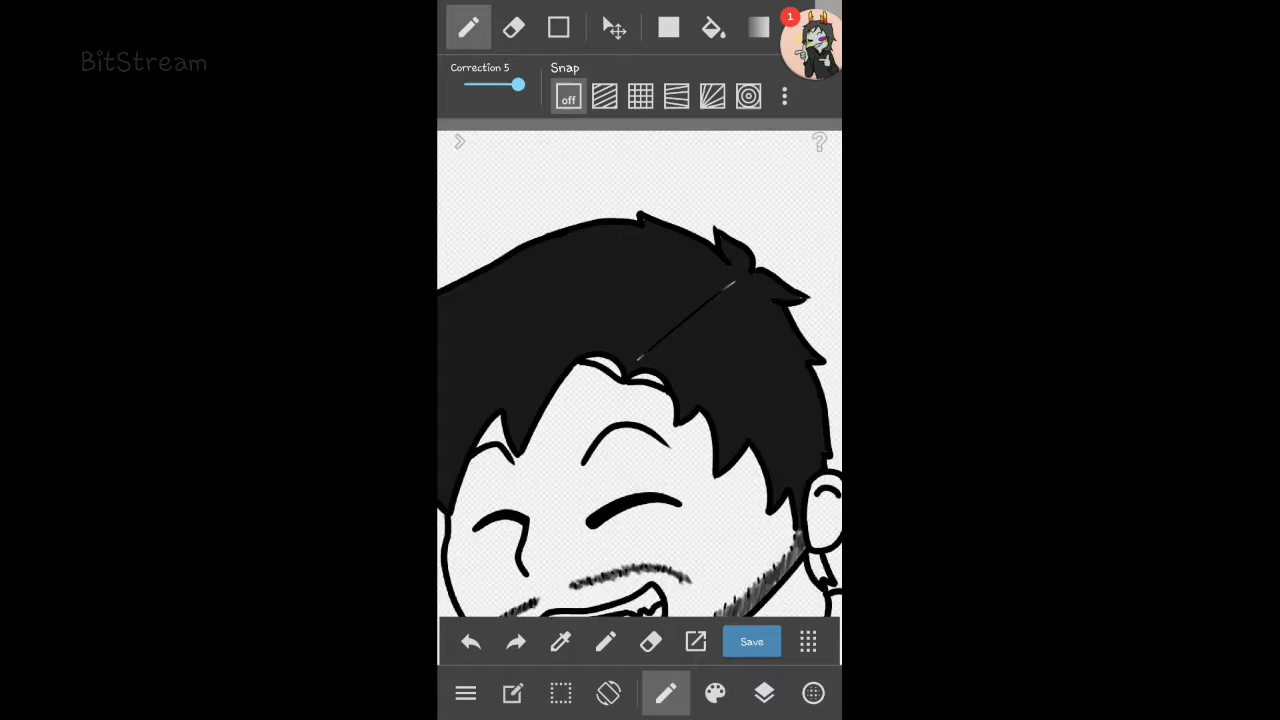 BitStream
1
Correction 5
Snap
off
?
Save